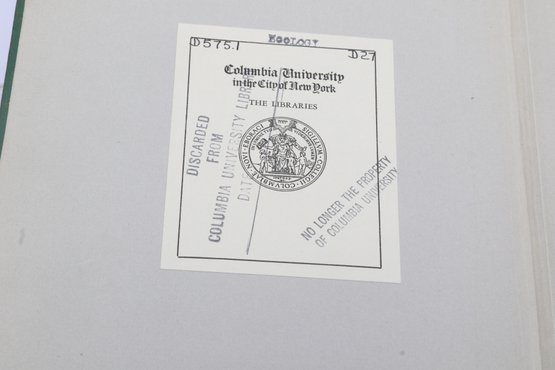 ZOOLOGY
D575.1
D27
Columbia University
in the City of New York
THE LIBRARIES
DISCARDED
FROM
COLUMBIA UNIVERSITY LIBRARIES
NO LONGER THE PROPERTY
OF COLUMBIA UNIVERSITY